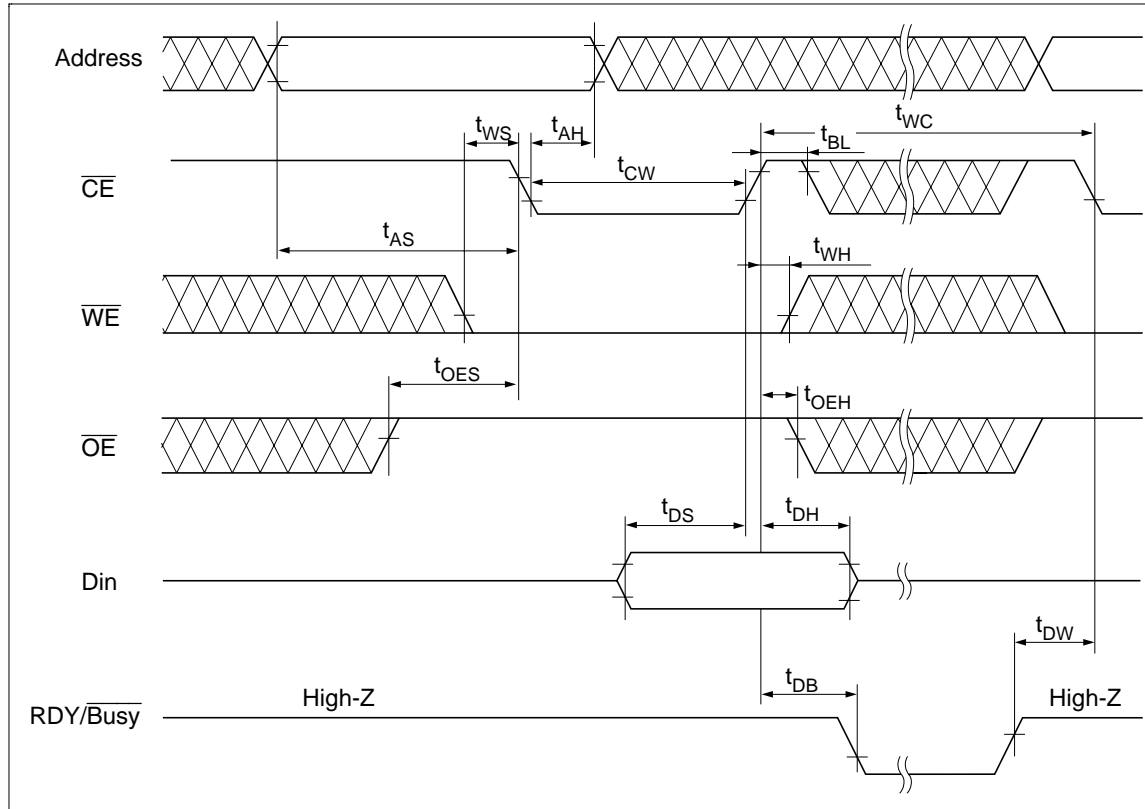 Address
tWC
tWS
tAH
tBL
CE
tCW
tAS
tWH
WE
tOES
tOEH
OE
tDS
tDH
Din
tDW
tDB
High-Z
High-Z
RDY/Busy